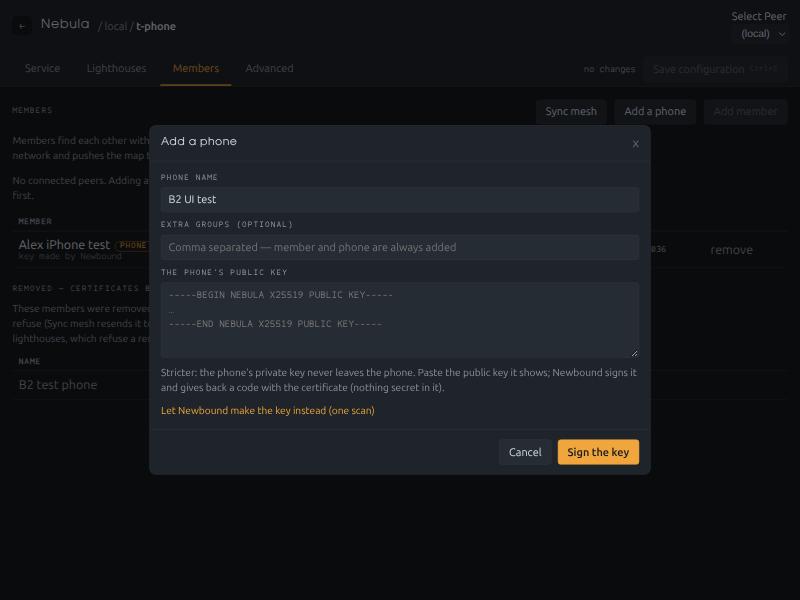 ← Nebula / local / t-phone
Select Peer
(local)
Service Lighthouses Members Advanced no changes Save configuration Ctrl+S
MEMBERS Sync mesh Add a phone Add member
Members find each other with
network and pushes the map t
No connected peers. Adding a
first.
MEMBER
Alex iPhone test PHONE 036 remove
key made by Newbound
REMOVED — CERTIFICATES B
These members were removed
refuse (Sync mesh resends it to
lighthouses, which refuse a re
NAME
B2 test phone
Add a phone x
PHONE NAME
B2 UI test
EXTRA GROUPS (OPTIONAL)
Comma separated — member and phone are always added
THE PHONE'S PUBLIC KEY
-----BEGIN NEBULA X25519 PUBLIC KEY-----
…
-----END NEBULA X25519 PUBLIC KEY-----
Stricter: the phone's private key never leaves the phone. Paste the public key it shows; Newbound signs it
and gives back a code with the certificate (nothing secret in it).
Let Newbound make the key instead (one scan)
Cancel Sign the key